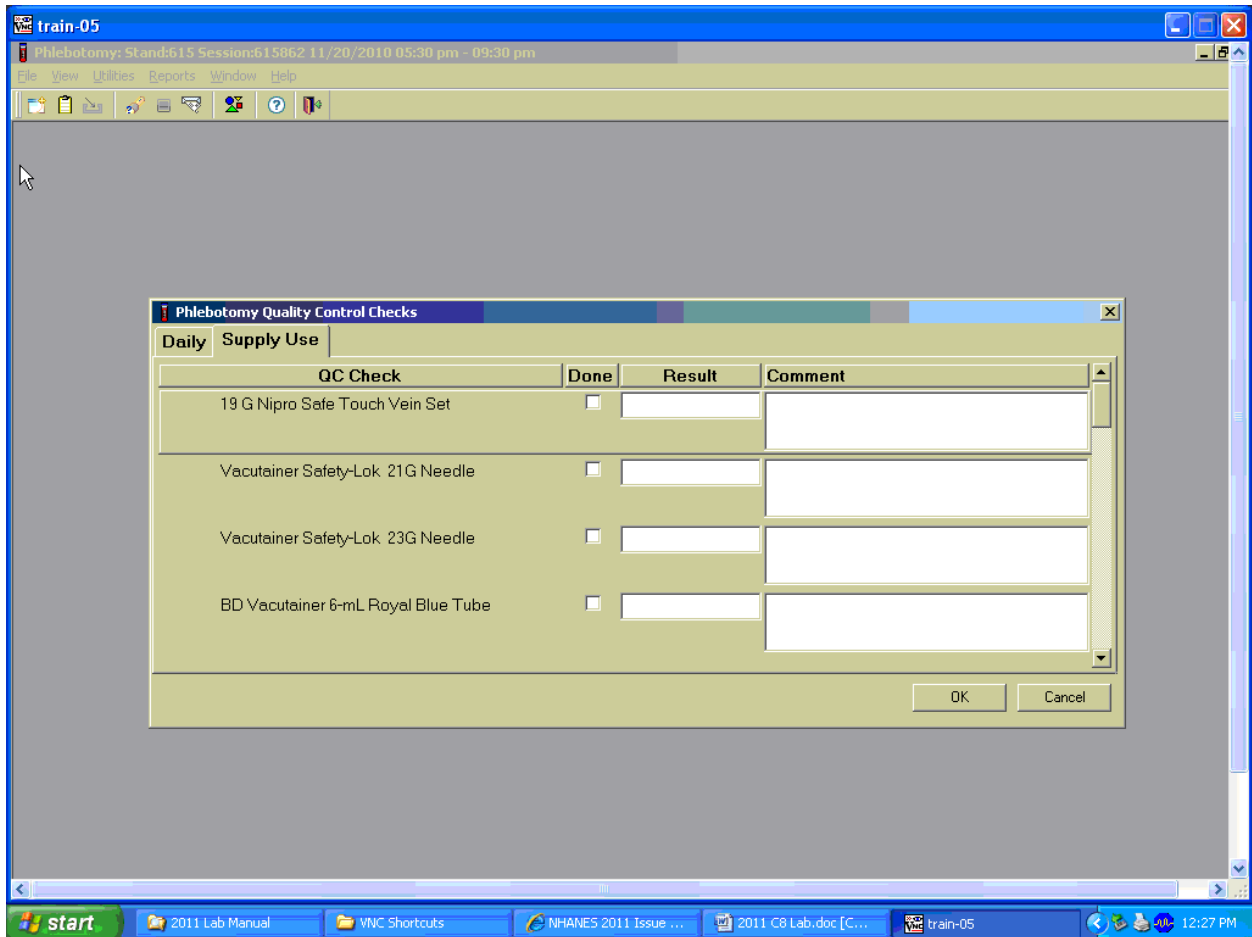 train-05
Phlebotomy: Stand:615 Session:615862 11/20/2010 05:30 pm - 09:30 pm
File View Utilities Reports Window Help
Phlebotomy Quality Control Checks
Daily Supply Use
QC Check Done Result Comment
19 G Nipro Safe Touch Vein Set
Vacutainer Safety-Lok 21G Needle
Vacutainer Safety-Lok 23G Needle
BD Vacutainer 6-mL Royal Blue Tube
OK Cancel
start 2011 Lab Manual VNC Shortcuts NHANES 2011 Issue ... 2011 C8 Lab.doc [C... train-05 12:27 PM